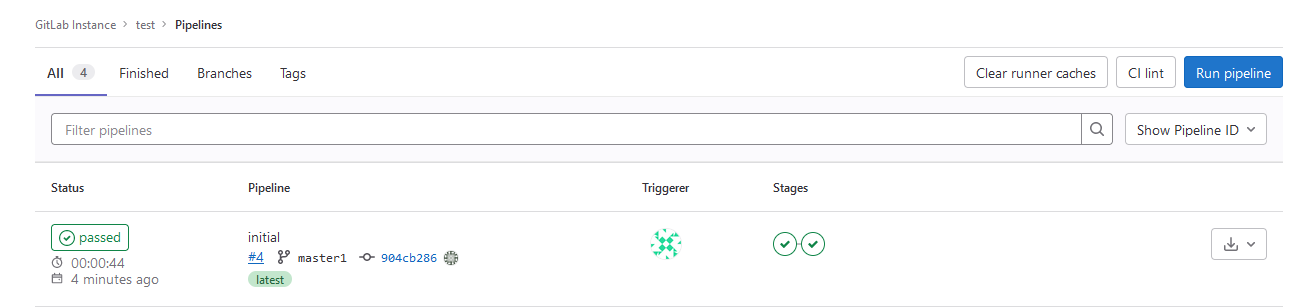 GitLab Instance > test > Pipelines
All 4 Finished Branches Tags Clear runner caches CI lint Run pipeline
Filter pipelines Show Pipeline ID
Status Pipeline Triggerer Stages
passed initial
00:00:44 #4 master1 904cb286
4 minutes ago latest